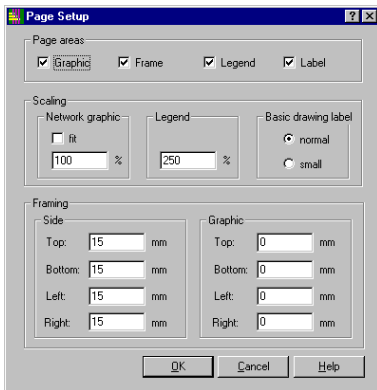 Page Setup
Page areas
Graphic Frame Legend Label
Scaling
Network graphic Legend Basic drawing label
fit normal
100 % 250 % small
Framing
Side Graphic
Top: 15 mm Top: 0 mm
Bottom: 15 mm Bottom: 0 mm
Left: 15 mm Left: 0 mm
Right: 15 mm Right: 0 mm
OK Cancel Help